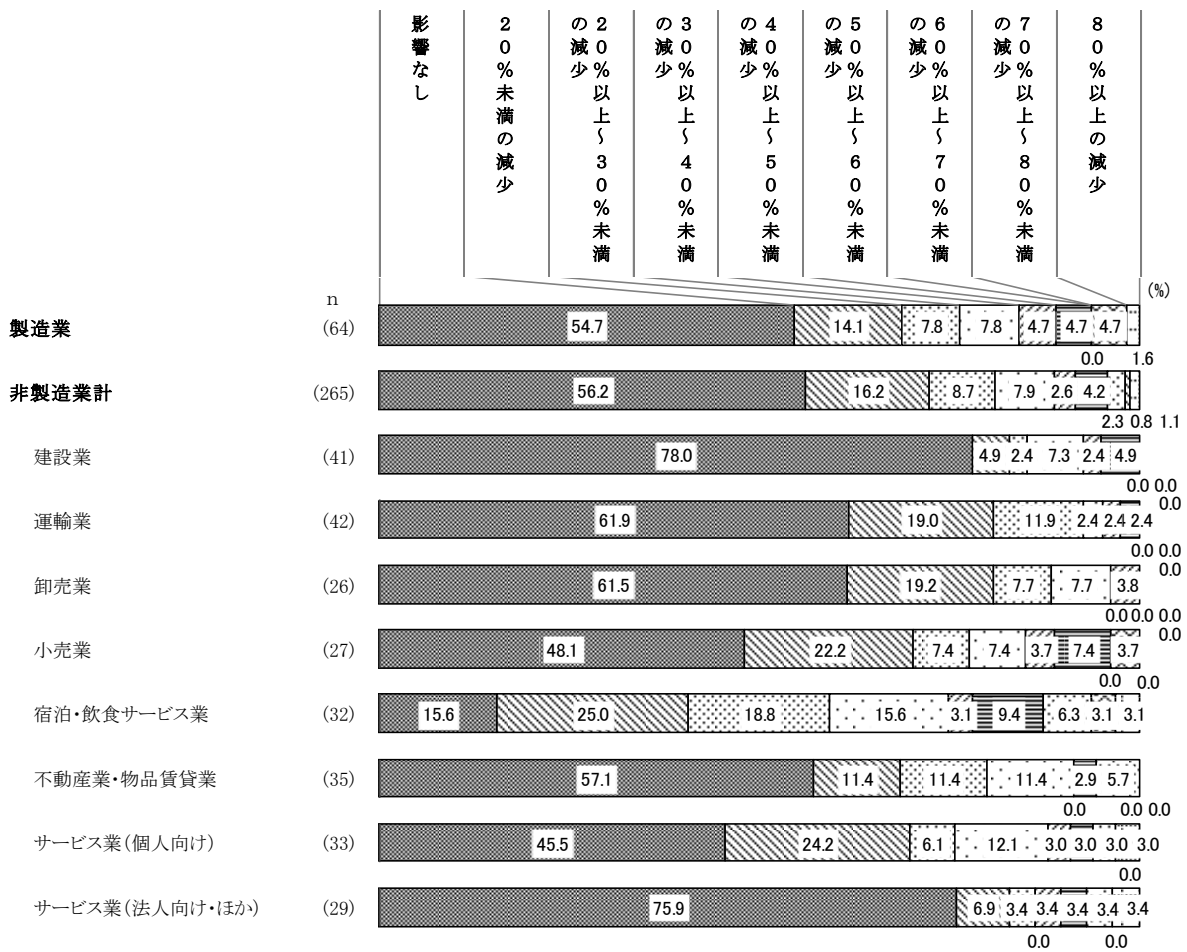 影響なし
20%未満の減少
20%以上~30%未満
の減少
30%以上~40%未満
の減少
40%以上~50%未満
の減少
50%以上~60%未満
の減少
60%以上~70%未満
の減少
70%以上~80%未満
の減少
80%以上の減少
n
(%)
製造業 (64) 54.7 14.1 7.8 7.8 4.7 4.7 4.7
0.0 1.6
非製造業計 (265) 56.2 16.2 8.7 7.9 2.6 4.2
2.3 0.8 1.1
建設業 (41) 78.0 4.9 2.4 7.3 2.4 4.9
0.0 0.0
0.0
運輸業 (42) 61.9 19.0 11.9 2.4 2.4 2.4
0.0 0.0
0.0
卸売業 (26) 61.5 19.2 7.7 7.7 3.8
0.0 0.0 0.0
0.0
小売業 (27) 48.1 22.2 7.4 7.4 3.7 7.4 3.7
0.0 0.0
宿泊・飲食サービス業 (32) 15.6 25.0 18.8 15.6 3.1 9.4 6.3 3.1 3.1
不動産業・物品賃貸業 (35) 57.1 11.4 11.4 11.4 2.9 5.7
0.0 0.0 0.0
サービス業(個人向け) (33) 45.5 24.2 6.1 12.1 3.0 3.0 3.0 3.0
0.0
サービス業(法人向け・ほか) (29) 75.9 6.9 3.4 3.4 3.4 3.4 3.4
0.0 0.0